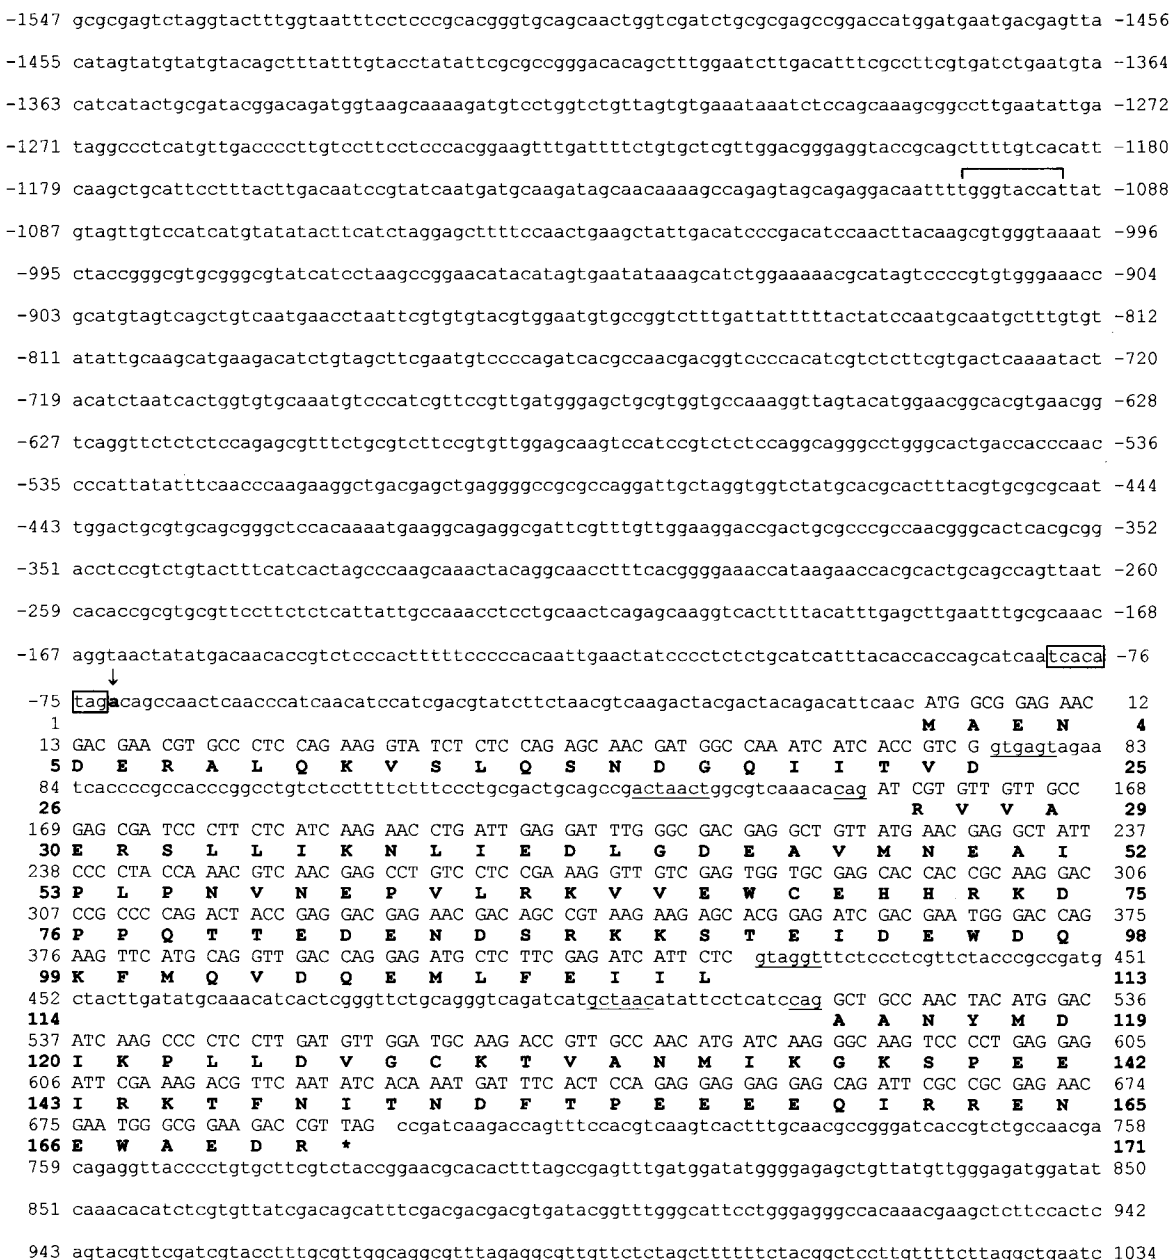 -1547 gcgcgagtctaggtactttggtaatttcctcccgcacgggtgcagcaactggtcgatctgcgcgagccggaccatggatgaatgacgagtta -1456
-1455 catagtatgtatgtacagctttatttgtacctatattcgcgccgggacacagctttggaatcttgacatttcgccttcgtgatctgaatgta -1364
-1363 catcatactgcgatacggacagatggtaagcaaaagatgtcctggtctgttagtgtgaaataaatctccagcaaagcggccttgaatattga -1272
-1271 taggccctcatgttgaccccttgtccttcctcccacggaagtttgattttctgtgctcgttggacgggaggtaccgcagcttttgtcacatt -1180
-1179 caagctgcattcctttacttgacaatccgtatcaatgatgcaagatagcaacaaaagccagagtagcagaggacaattttgggtaccattat -1088
-1087 gtagttgtccatcatgtatatacttcatctaggagcttttccaactgaagctattgacatcccgacatccaacttacaagcgtgggtaaaat -996
-995 ctaccgggcgtgcgggcgtatcatcctaagccggaacatacatagtgaatataaagcatctggaaaaacgcatagtccccgtgtgggaaacc -904
-903 gcatgtagtcagctgtcaatgaacctaattcgtgtgtacgtggaatgtgccggtctttgattatttttactatccaatgcaatgctttgtgt -812
-811 atattgcaagcatgaagacatctgtagcttcgaatgtccccagatcacgccaacgacggtccccacatcgtctcttcgtgactcaaaatact -720
-719 acatctaatcactggtgtgcaaatgtcccatcgttccgttgatgggagctgcgtggtgccaaaggttagtacatggaacggcacgtgaacgg -628
-627 tcaggttctctctccagagcgtttctgcgtcttccgtgttggagcaagtccatccgtctctccaggcagggcctgggcactgaccacccaac -536
-535 cccattatatttcaacccaagaaggctgacgagctgaggggccgcgccaggattgctaggtggtctatgcacgcactttacgtgcgcgcaat -444
-443 tggactgcgtgcagcgggctccacaaaatgaaggcagaggcgattcgtttgttggaaggaccgactgcgcccgccaacgggcactcacgcgg -352
-351 acctccgtctgtactttcatcactagcccaagcaaactacaggcaacctttcacggggaaaccataagaaccacgcactgcagccagttaat -260
-259 cacaccgcgtgcgttccttctctcattattgccaaacctcctgcaactcagagcaaggtcacttttacatttgagcttgaatttgcgcaaac -168
-167 aggtaactatatgacaacaccgtctcccactttttcccccacaattgaactatcccctctctgcatcatttacaccaccagcatcaatcaca -76
↓
-75 tagacagccaactcaacccatcaacatccatcgacgtatcttctaacgtcaagactacgactacagacattcaac ATG GCG GAG AAC 12
1 M A E N 4
13 GAC GAA CGT GCC CTC CAG AAG GTA TCT CTC CAG AGC AAC GAT GGC CAA ATC ATC ACC GTC G gtgagtagaa 83
5 D E R A L Q K V S L Q S N D G Q I I T V D 25
84 tcaccccgccaccggcctgtctccttttctttccctgcgactgcagccgactaactggcgtcaaacacag AT CGT GTT GTT GCC 168
26 R V V A 29
169 GAG CGA TCC CTT CTC ATC AAG AAC CTG ATT GAG GAT TTG GGC GAC GAG GCT GTT ATG AAC GAG GCT ATT 237
30 E R S L L I K N L I E D L G D E A V M N E A I 52
238 CCC CTA CCA AAC GTC AAC GAG CCT GTC CTC CGA AAG GTT GTC GAG TGG TGC GAG CAC CAC CGC AAG GAC 306
53 P L P N V N E P V L R K V V E W C E H H R K D 75
307 CCG CCC CAG ACT ACC GAG GAC GAG AAC GAC AGC CGT AAG AAG AGC ACG GAG ATC GAC GAA TGG GAC CAG 375
76 P P Q T T E D E N D S R K K S T E I D E W D Q 98
376 AAG TTC ATG CAG GTT GAC CAG GAG ATG CTC TTC GAG ATC ATT CTC gtaggtttctccctcgttctacccgccgatg 451
99 K F M Q V D Q E M L F E I I L 113
452 ctacttgatatgcaaacatcactcgggttctgcagggtcagatcatgctaacatattcctcatccag GCT GCC AAC TAC ATG GAC 536
114 A A N Y M D 119
537 ATC AAG CCC CTC CTT GAT GTT GGA TGC AAG ACC GTT GCC AAC ATG ATC AAG GGC AAG TCC CCT GAG GAG 605
120 I K P L L D V G C K T V A N M I K G K S P E E 142
606 ATT CGA AAG ACG TTC AAT ATC ACA AAT GAT TTC ACT CCA GAG GAG GAG GAG CAG ATT CGC CGC GAG AAC 674
143 I R K T F N I T N D F T P E E E E Q I R R E N 165
675 GAA TGG GCG GAA GAC CGT TAG ccgatcaagaccagtttccacgtcaagtcactttgcaacgccgggatcaccgtctgccaacga 758
166 E W A E D R * 171
759 cagaggttacccctgtgcttcgtctaccggaacgcacactttagccgagtttgatggatatggggagagctgttatgttgggagatggatat 850
851 caaacacatctcgtgttatcgacagcatttcgacgacgacgtgatacggtttgggcattcctgggagggccacaaacgaagctcttccactc 942
943 agtacgttcgatcgtacctttgcgttggcaggcgtttagaggcgttgttgttctctagcttttttctacggctccttgttttcttaggctgaatc 1034